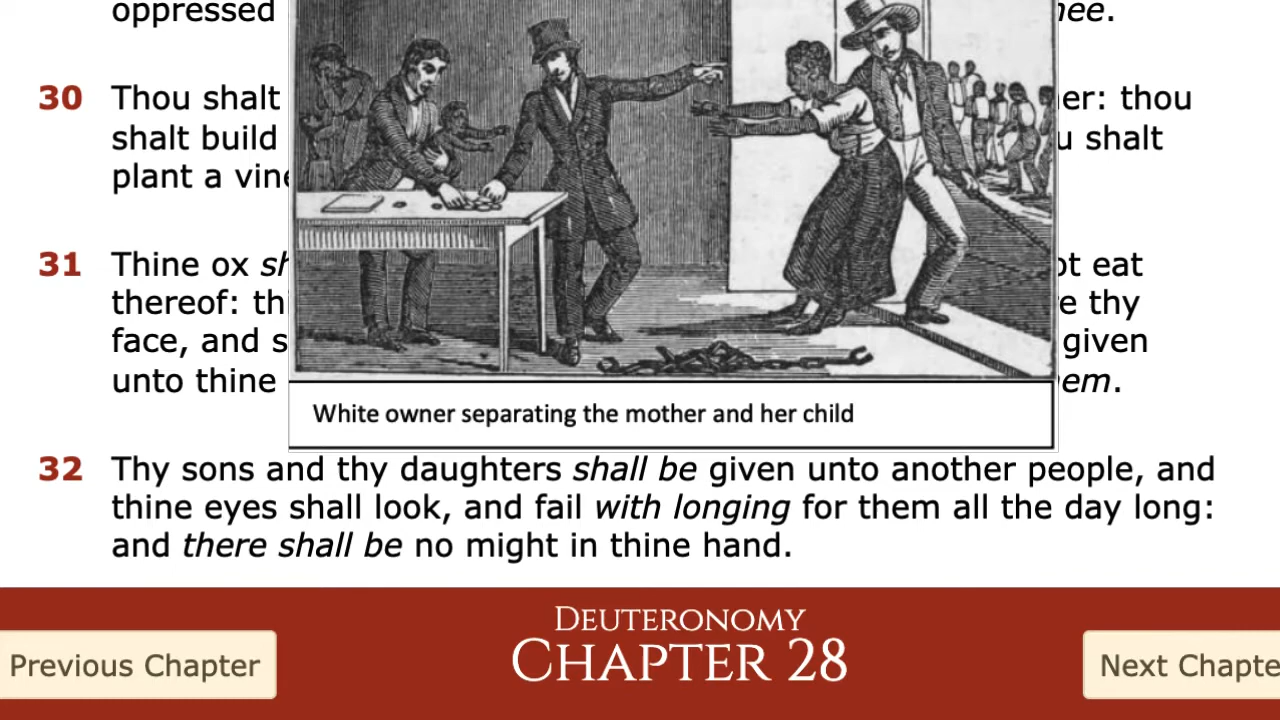 oppressed
hee.
30 Thou shalt er: thou
shalt build u shalt
plant a vine
31 Thine ox sh ot eat
thereof: thi e thy
face, and s given
unto thine em.
White owner separating the mother and her child
32 Thy sons and thy daughters shall be given unto another people, and
thine eyes shall look, and fail with longing for them all the day long:
and there shall be no might in thine hand.
DEUTERONOMY
CHAPTER 28
Previous Chapter
Next Chapte